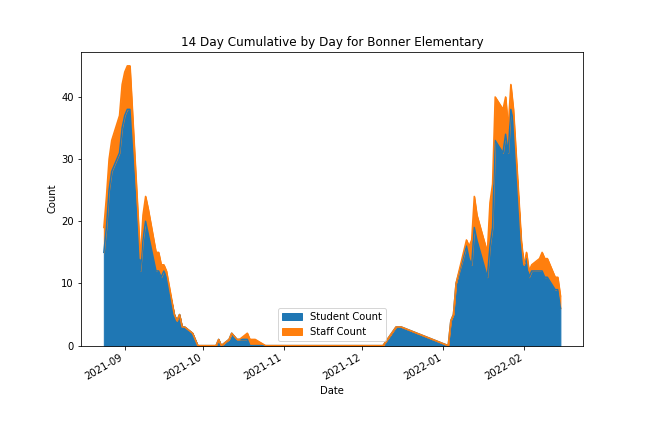 14 Day Cumulative by Day for Bonner Elementary
Count
40
30
20
10
0
Student Count
Staff Count
2021-09
2021-10
2021-11
2021-12
2022-01
2022-02
Date